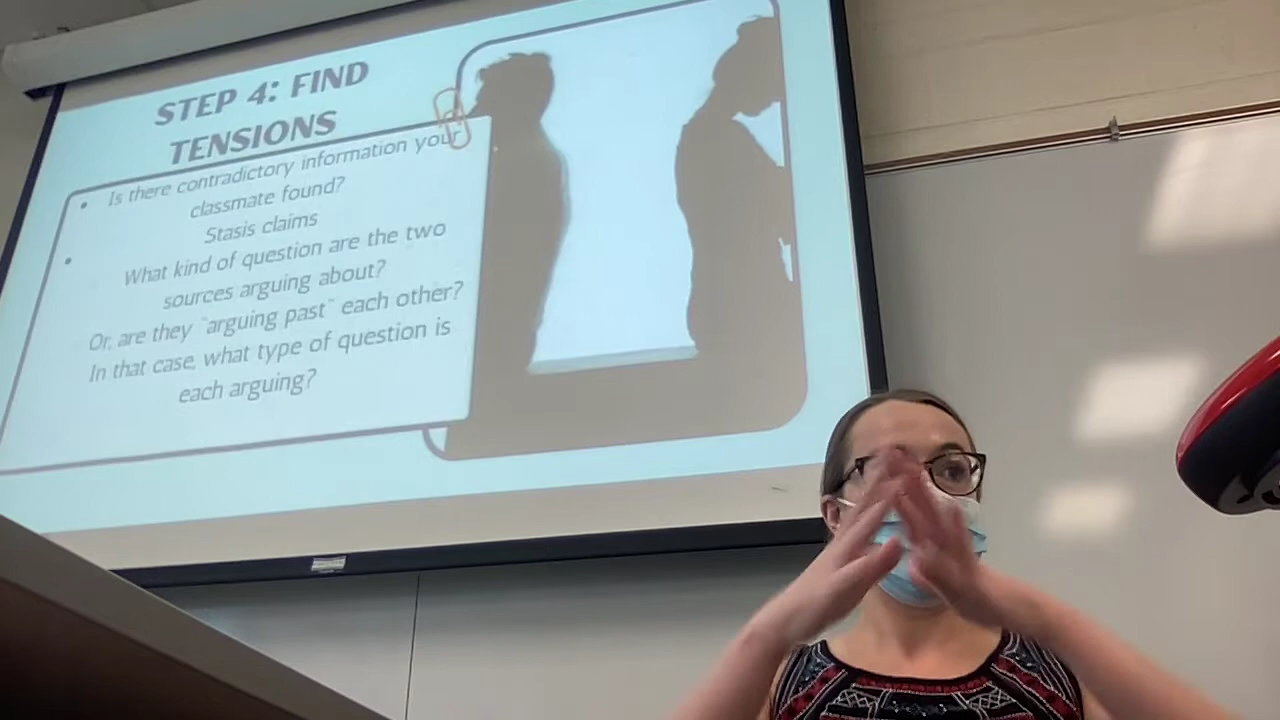 STEP 4: FIND
TENSIONS
• Is there contradictory information your
classmate found?
Stasis claims
• What kind of question are the two
sources arguing about?
Or, are they "arguing past" each other?
In that case, what type of question is
each arguing?